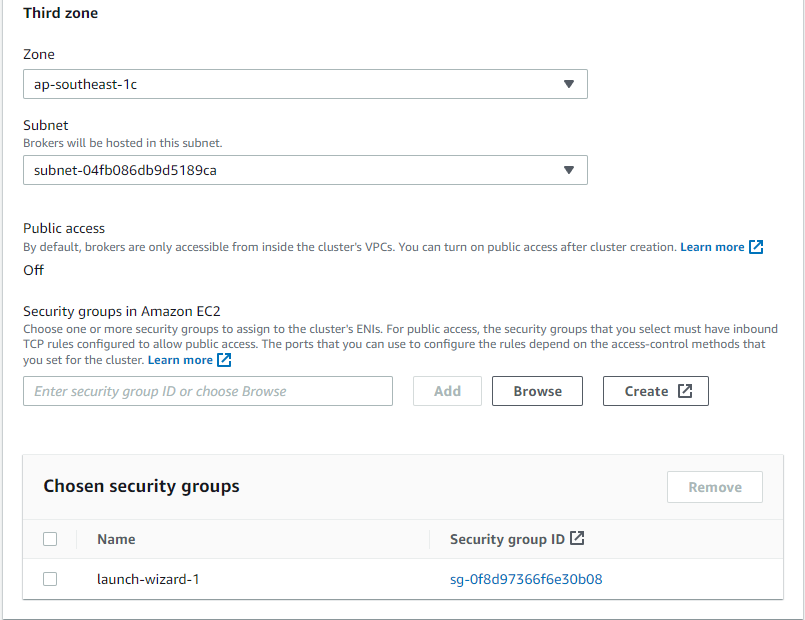 Third zone
Zone
ap-southeast-1c
Subnet
Brokers will be hosted in this subnet.
subnet-04fb086db9d5189ca
Public access
By default, brokers are only accessible from inside the cluster's VPCs. You can turn on public access after cluster creation. Learn more
Off
Security groups in Amazon EC2
Choose one or more security groups to assign to the cluster's ENIs. For public access, the security groups that you select must have inbound
TCP rules configured to allow public access. The ports that you can use to configure the rules depend on the access-control methods that
you set for the cluster. Learn more
Enter security group ID or choose Browse Add Browse Create
Chosen security groups Remove
Name Security group ID
launch-wizard-1 sg-0f8d97366f6e30b08